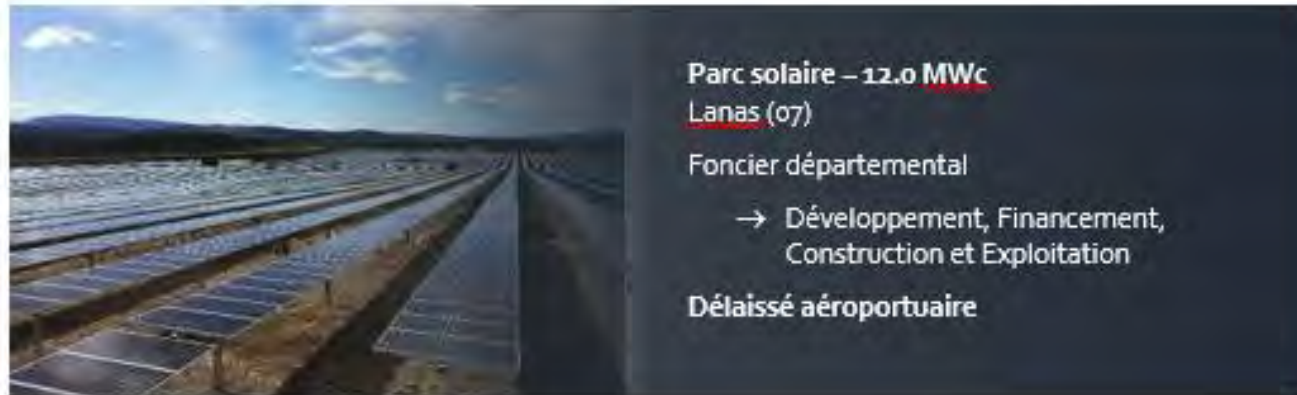 Parc solaire – 12.0 MWc
Lanas (07)
Foncier départemental
→ Développement, Financement,
Construction et Exploitation
Délaissé aéroportuaire